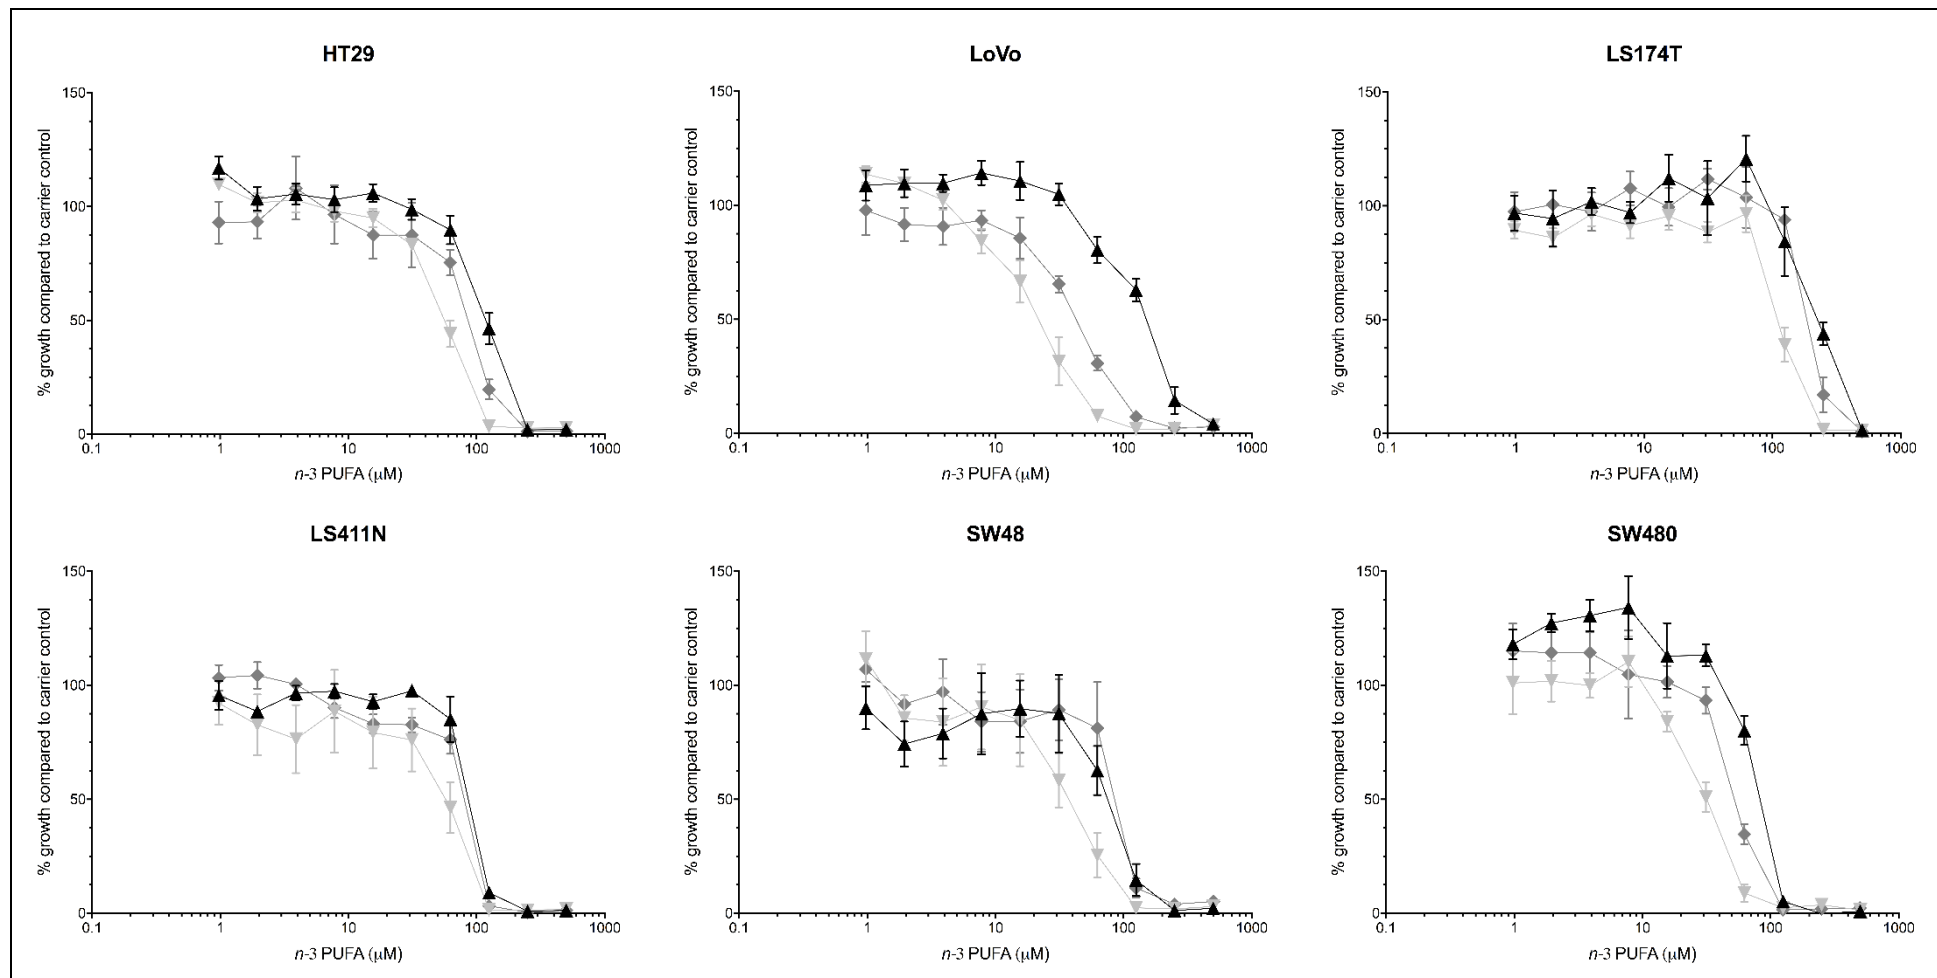 HT29
LoVo
LS174T
% growth compared to carrier control
150
100
50
0
0.1 1 10 100 1000
n-3 PUFA (μM)
% growth compared to carrier control
150
100
50
0
0.1 1 10 100 1000
n-3 PUFA (μM)
% growth compared to carrier control
150
100
50
0
0.1 1 10 100 1000
n-3 PUFA (μM)
LS411N
SW48
SW480
% growth compared to carrier control
150
100
50
0
0.1 1 10 100 1000
n-3 PUFA (μM)
% growth compared to carrier control
150
100
50
0
0.1 1 10 100 1000
n-3 PUFA (μM)
% growth compared to carrier control
150
100
50
0
0.1 1 10 100 1000
n-3 PUFA (μM)